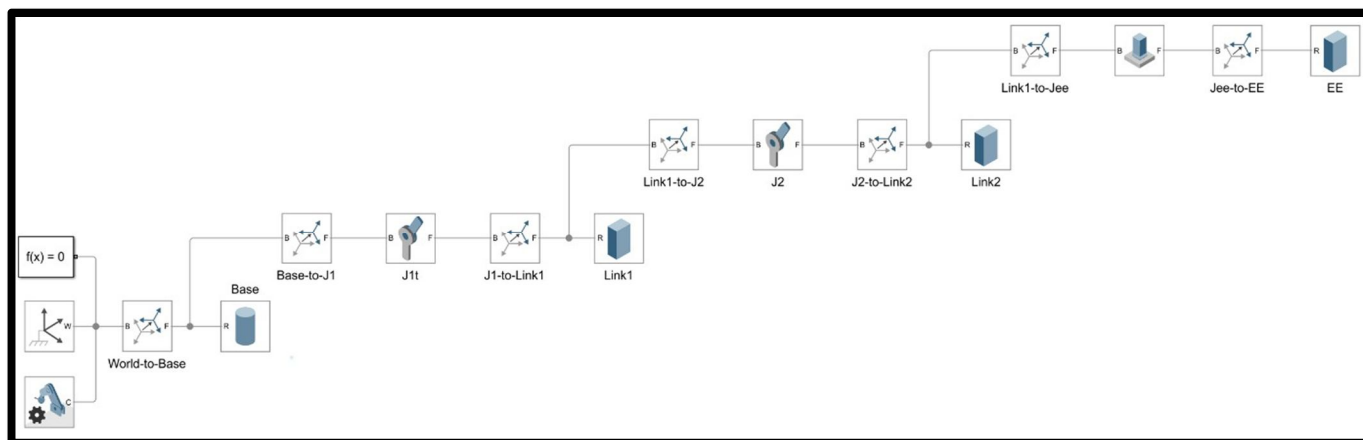 B F B F B F R
Link1-to-Jee Jee-to-EE EE
B F B F B F R
Link1-to-J2 J2 J2-to-Link2 Link2
B F B F B F R
Base-to-J1 J1t J1-to-Link1 Link1
f(x) = 0
Base
W B F R
World-to-Base
C